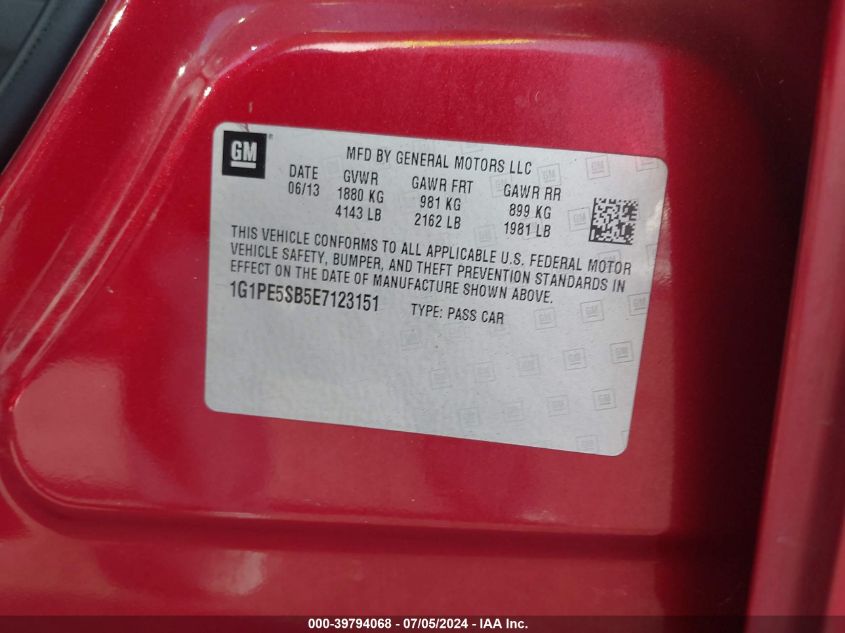 GM ®
MFD BY GENERAL MOTORS LLC
DATE GVWR GAWR FRT GAWR RR
06/13 1880 KG 981 KG 899 KG
4143 LB 2162 LB 1981 LB
THIS VEHICLE CONFORMS TO ALL APPLICABLE U.S. FEDERAL MOTOR
VEHICLE SAFETY, BUMPER, AND THEFT PREVENTION STANDARDS IN
EFFECT ON THE DATE OF MANUFACTURE SHOWN ABOVE.
1G1PE5SB5E7123151 TYPE: PASS CAR
000-39794068 - 07/05/2024 - IAA Inc.